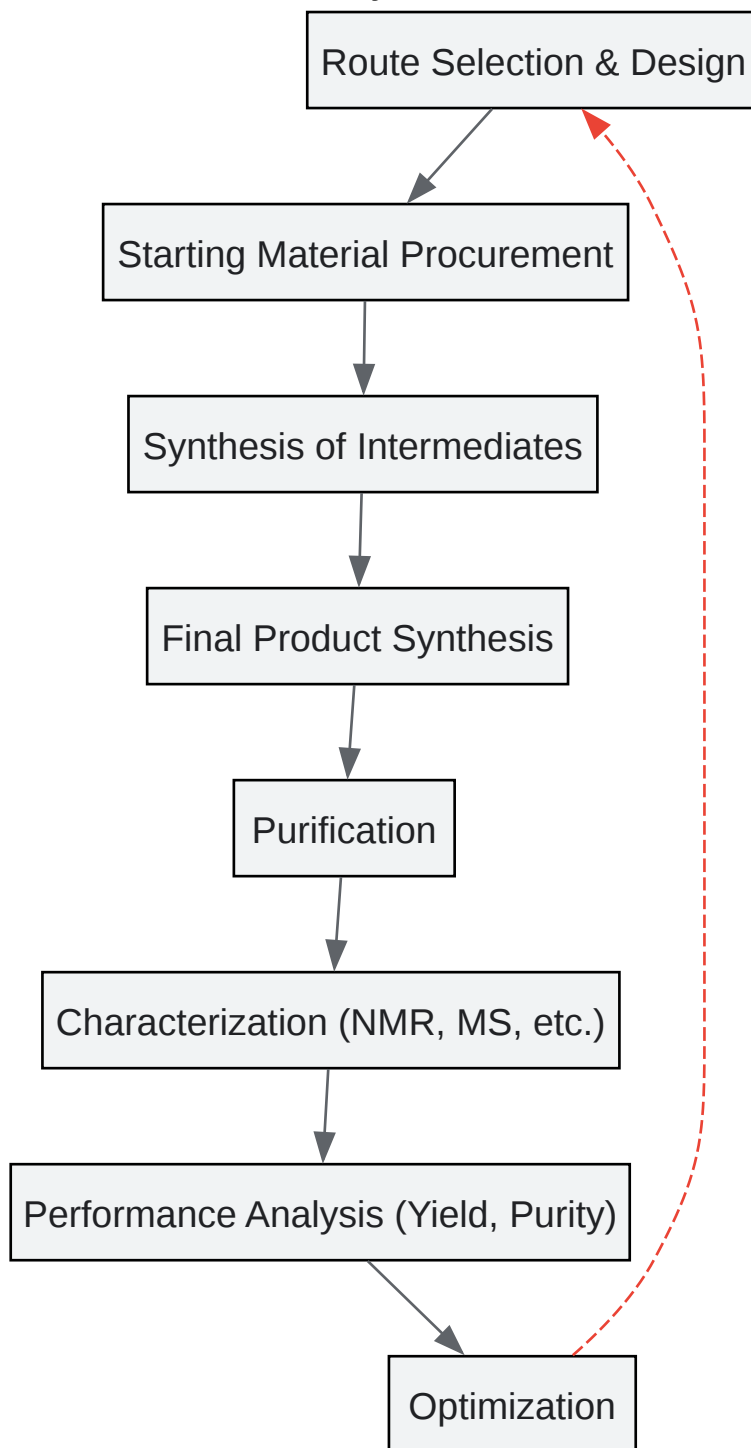 Route Selection & Design
Starting Material Procurement
Synthesis of Intermediates
Final Product Synthesis
Purification
Characterization (NMR, MS, etc.)
Performance Analysis (Yield, Purity)
Optimization